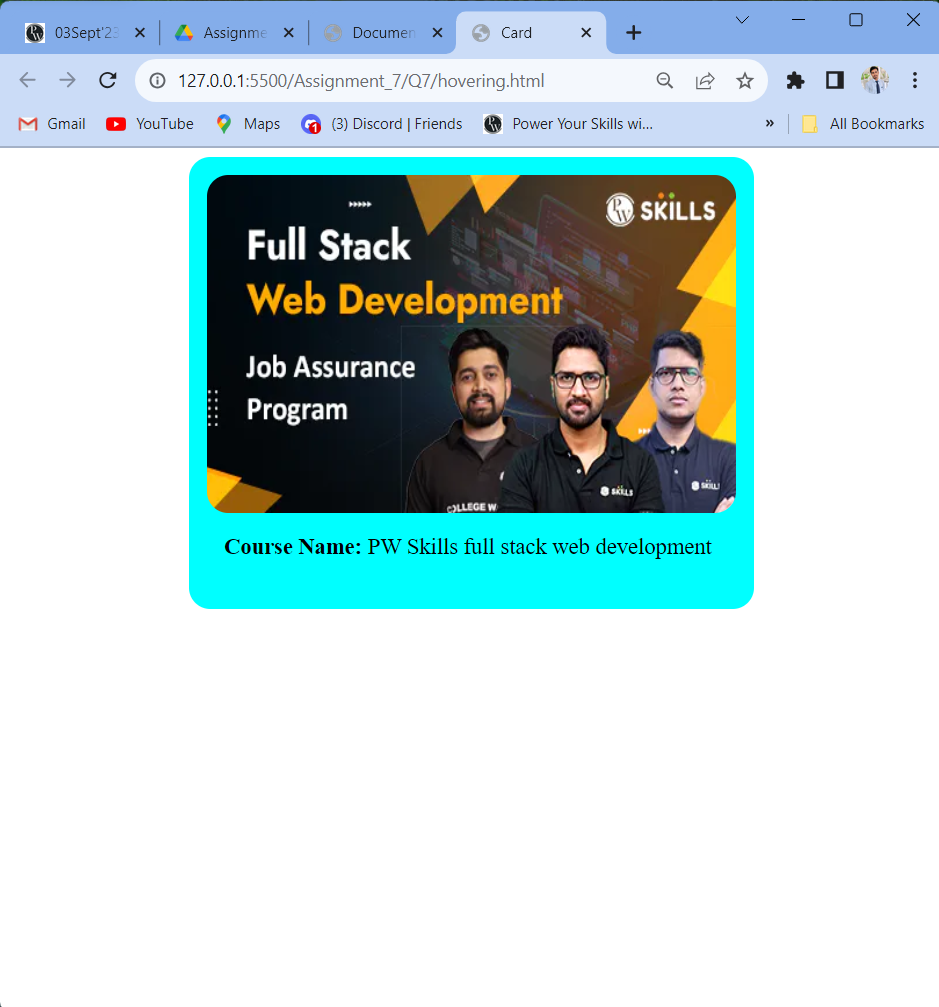 03Sept'23
Assignme
Documen
Card
127.0.0.1:5500/Assignment_7/Q7/hovering.html
Gmail
YouTube
Maps
1
(3) Discord | Friends
Power Your Skills wi...
»
All Bookmarks
PW SKILLS
Full Stack
Web Development
Job Assurance
Program
COLLEGE W
SKILLS
SKILL
Course Name: PW Skills full stack web development